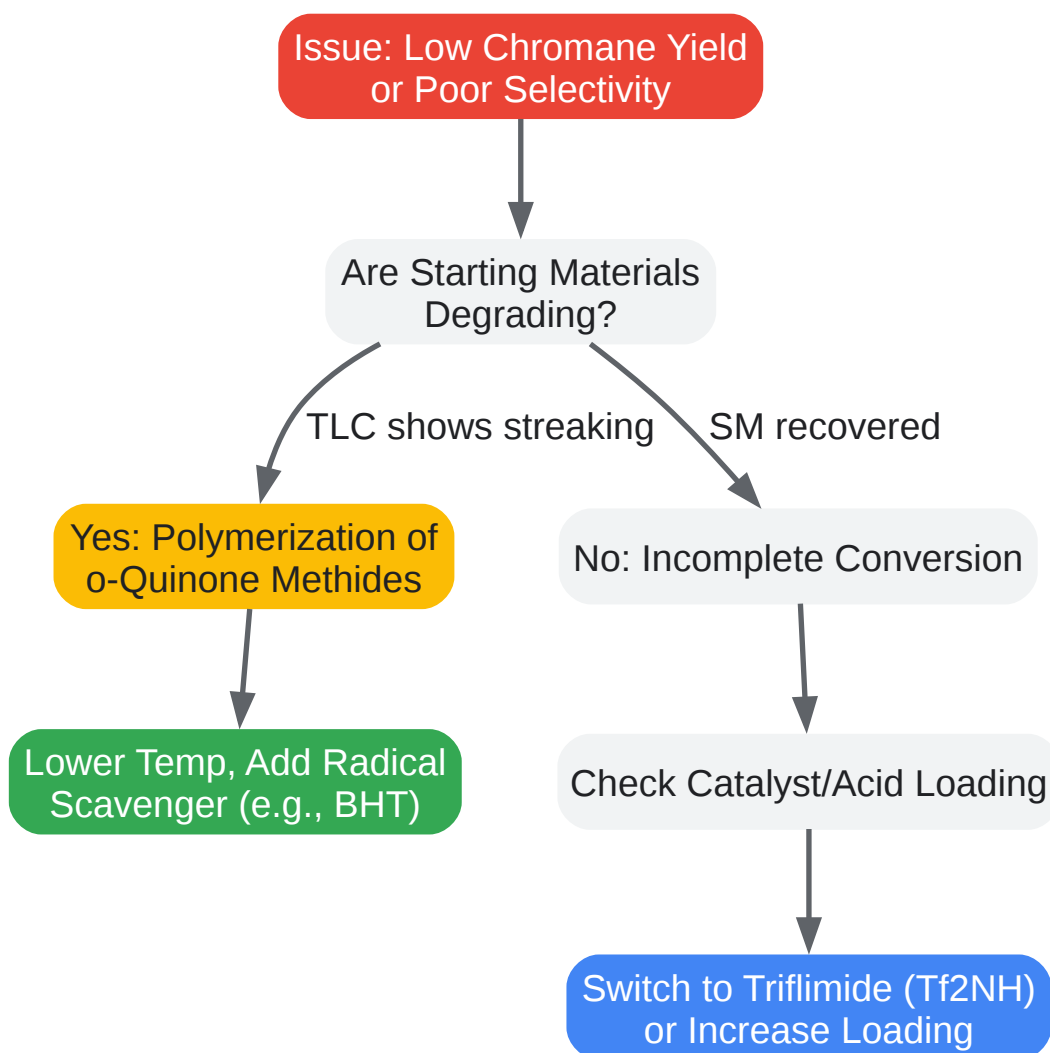 Issue: Low Chromane Yield
or Poor Selectivity
Are Starting Materials
Degrading?
TLC shows streaking
SM recovered
Yes: Polymerization of
o-Quinone Methides
No: Incomplete Conversion
Lower Temp, Add Radical
Scavenger (e.g., BHT)
Check Catalyst/Acid Loading
Switch to Triflimide (Tf2NH)
or Increase Loading